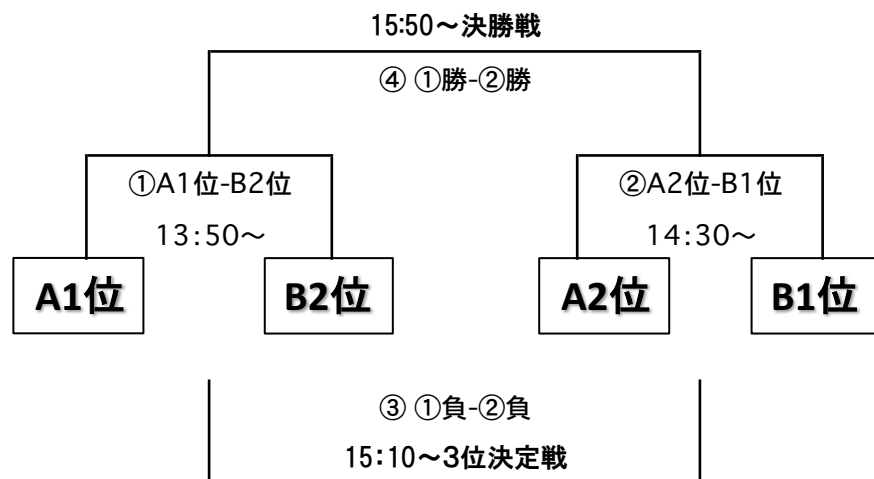 15:50～決勝戦
④ ①勝-②勝
①A1位-B2位
②A2位-B1位
13:50～
14:30～
A1位
B2位
A2位
B1位
③ ①負-②負
15:10～3位決定戦